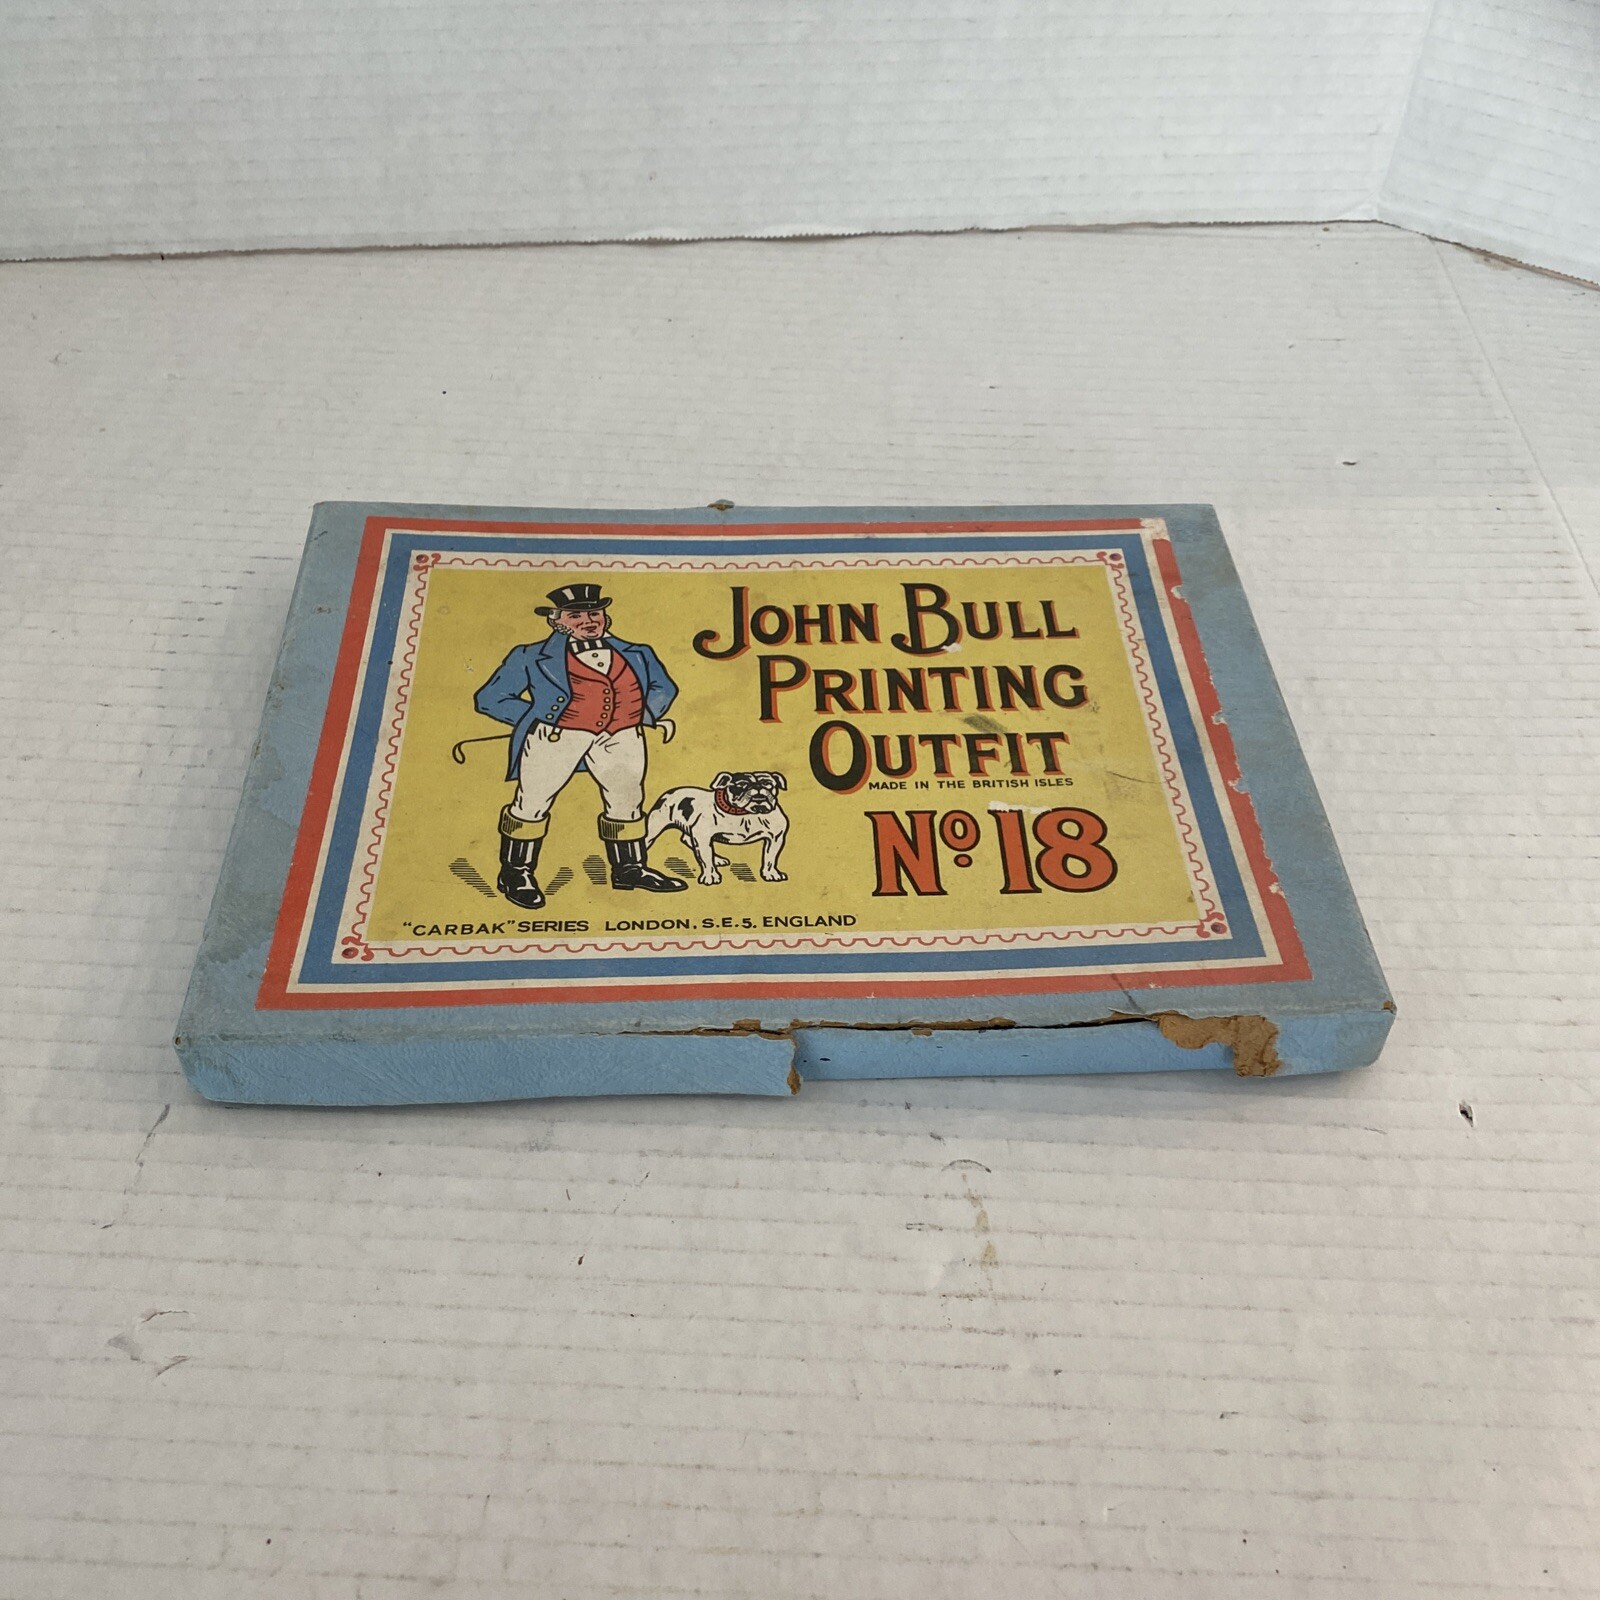 JOHN BULL
PRINTING
OUTFIT
MADE IN THE BRITISH ISLES
No. 18
"CARBAK" SERIES LONDON. S.E.5. ENGLAND